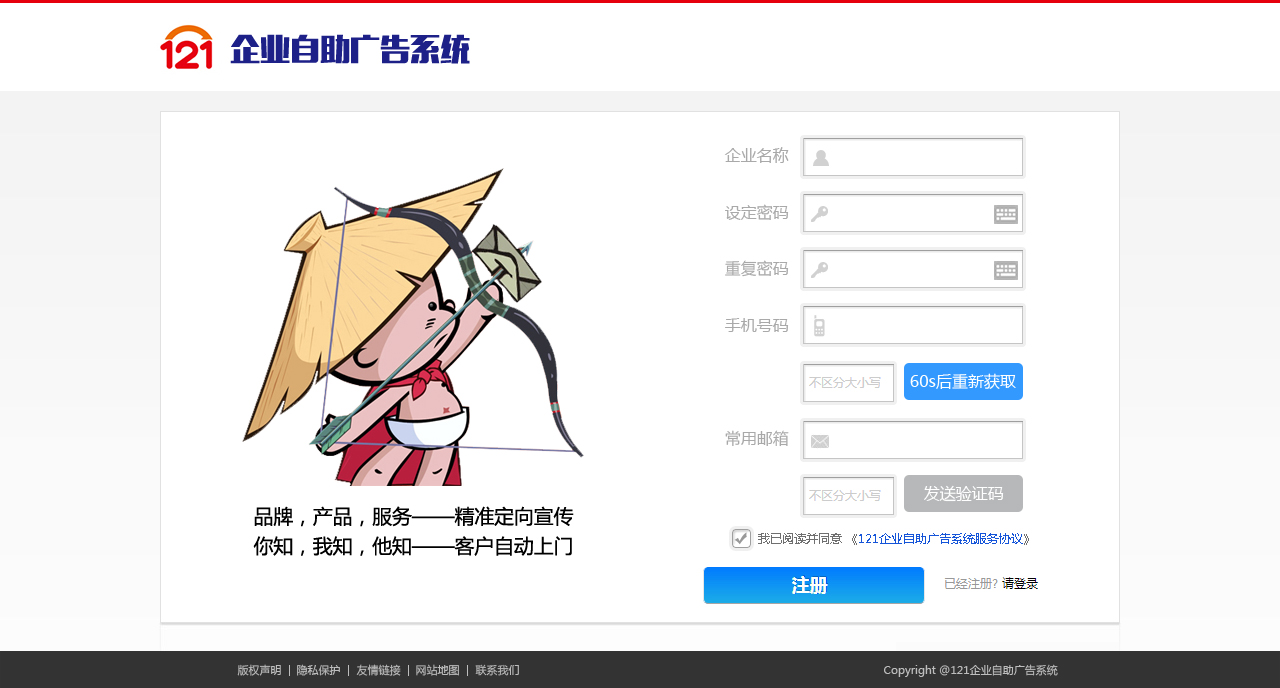 121 企业自助广告系统
企业名称
设定密码
重复密码
手机号码
不区分大小写 60s后重新获取
常用邮箱
不区分大小写 发送验证码
我已阅读并同意 《121企业自助广告系统服务协议》
注册 已经注册? 请登录
品牌，产品，服务——精准定向宣传
你知，我知，他知——客户自动上门
版权声明 | 隐私保护 | 友情链接 | 网站地图 | 联系我们 Copyright @121企业自助广告系统